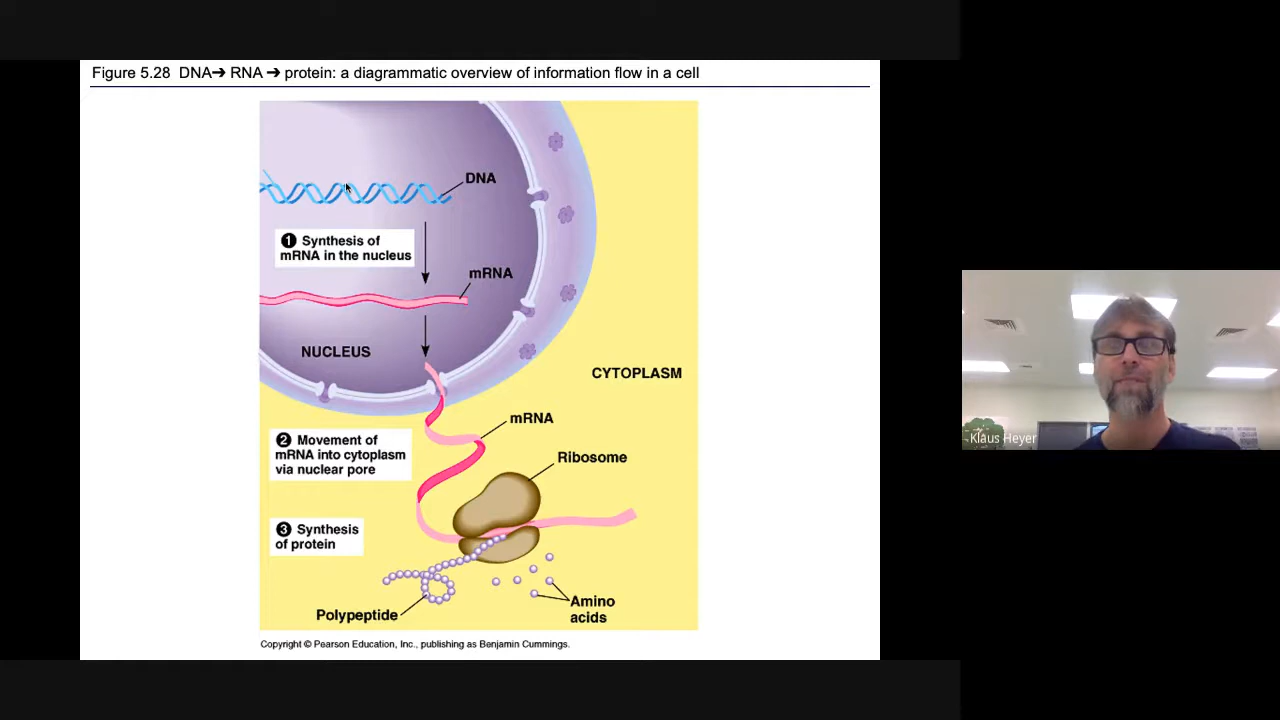 Figure 5.28  DNA➔ RNA ➔ protein: a diagrammatic overview of information flow in a cell
DNA
❶ Synthesis of
mRNA in the nucleus
mRNA
NUCLEUS
CYTOPLASM
mRNA
❷ Movement of
mRNA into cytoplasm
via nuclear pore
Ribosome
❸ Synthesis
of protein
Amino
acids
Polypeptide
Copyright © Pearson Education, Inc., publishing as Benjamin Cummings.
Klaus Heyer